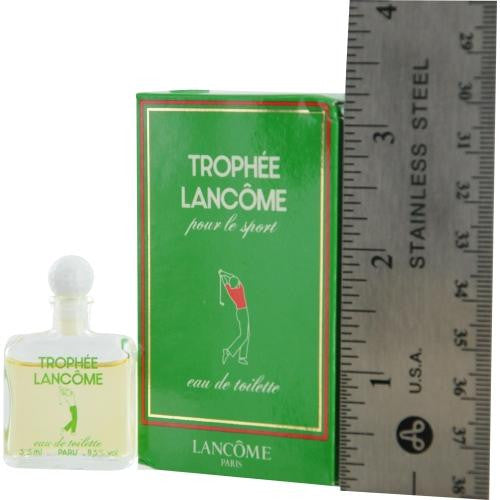 TROPHÉE
LANCÔME
pour le sport
eau de toilette
LANCÔME
PARIS
TROPHÉE
LANCÔME
eau de toilette
PARIS
4
3
2
1
STAINLESS STEEL
U.S.A.
29
30
31
32
33
34
35
36
37
38